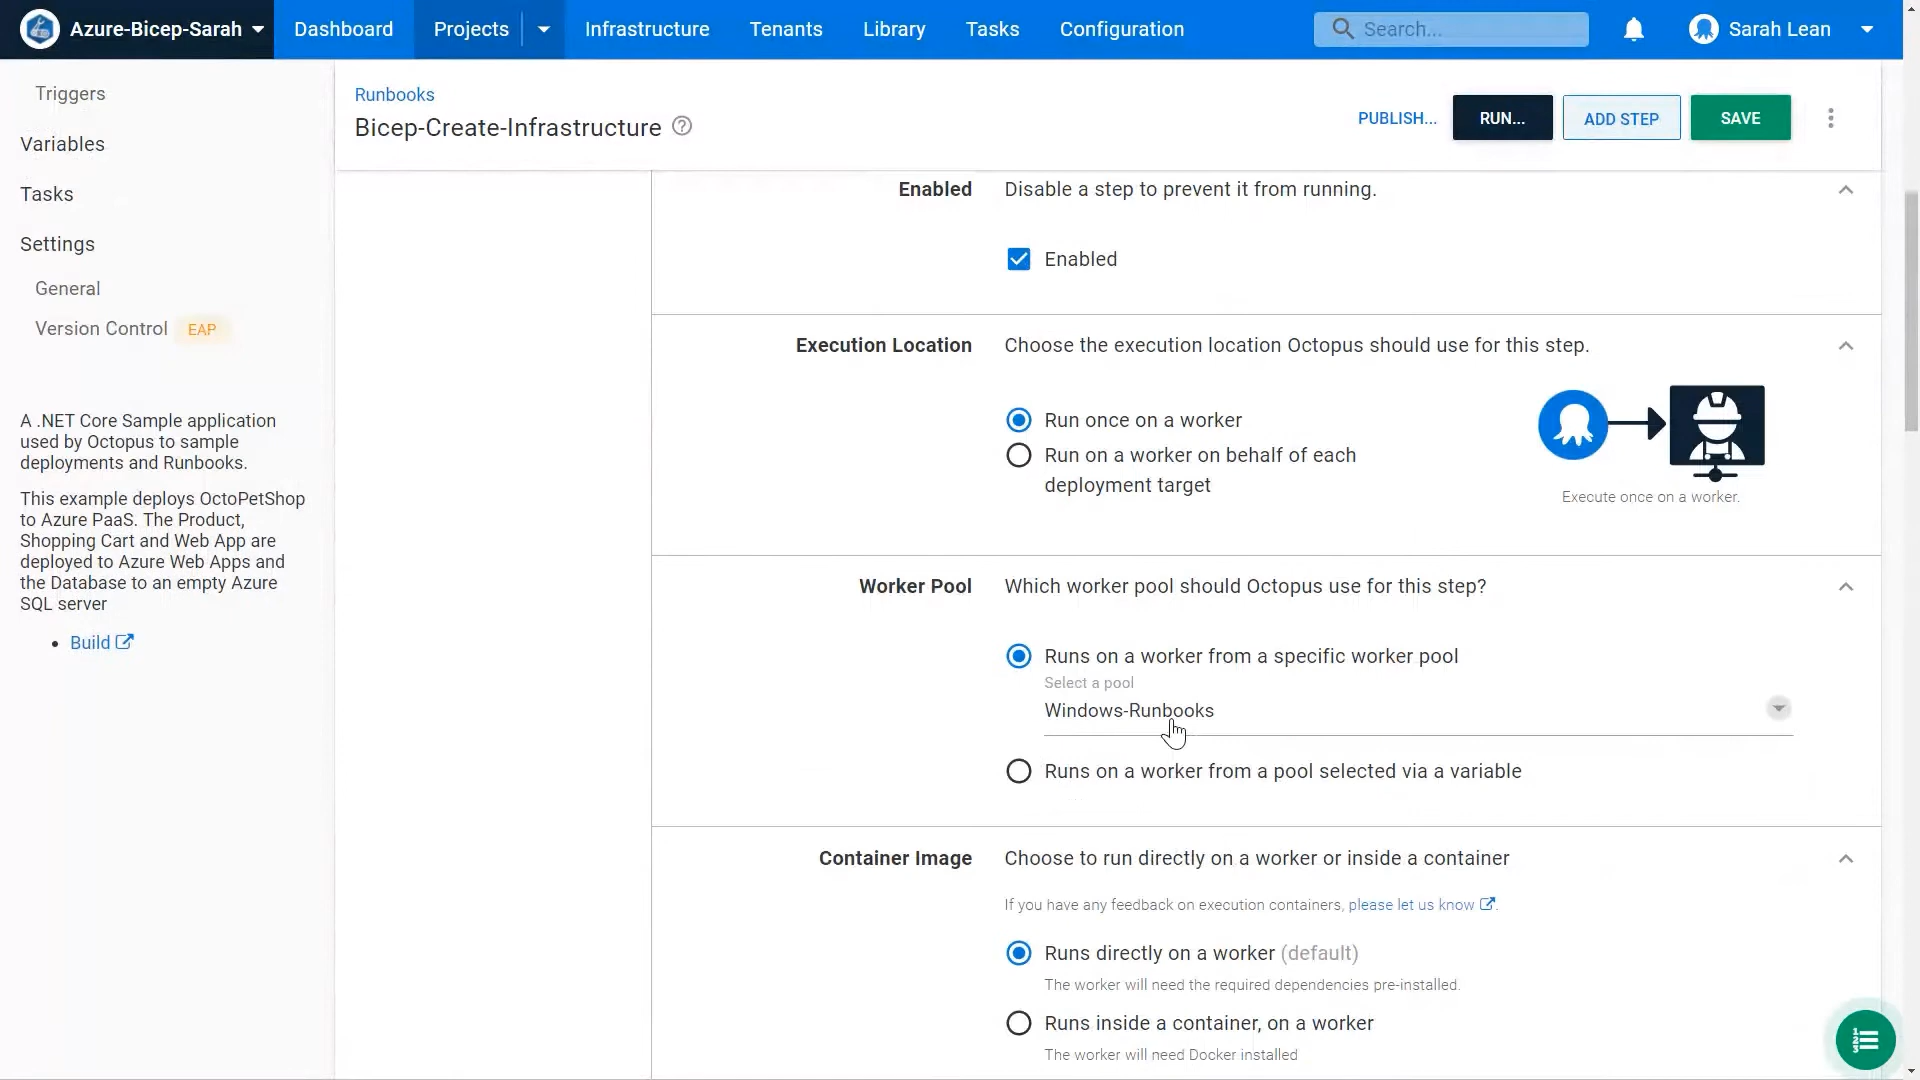 Azure-Bicep-Sarah
Dashboard
Projects
Infrastructure
Tenants
Library
Tasks
Configuration
Search...
Sarah Lean
Triggers
Variables
Tasks
Settings
General
Version Control EAP
A .NET Core Sample application
used by Octopus to sample
deployments and Runbooks.
This example deploys OctoPetShop
to Azure PaaS. The Product,
Shopping Cart and Web App are
deployed to Azure Web Apps and
the Database to an empty Azure
SQL server
• Build
Runbooks
Bicep-Create-Infrastructure
PUBLISH...
RUN...
ADD STEP
SAVE
Enabled
Disable a step to prevent it from running.
Enabled
Execution Location
Choose the execution location Octopus should use for this step.
Run once on a worker
Run on a worker on behalf of each
deployment target
Execute once on a worker.
Worker Pool
Which worker pool should Octopus use for this step?
Runs on a worker from a specific worker pool
Select a pool
Windows-Runbooks
Runs on a worker from a pool selected via a variable
Container Image
Choose to run directly on a worker or inside a container
If you have any feedback on execution containers, please let us know.
Runs directly on a worker (default)
The worker will need the required dependencies pre-installed.
Runs inside a container, on a worker
The worker will need Docker installed